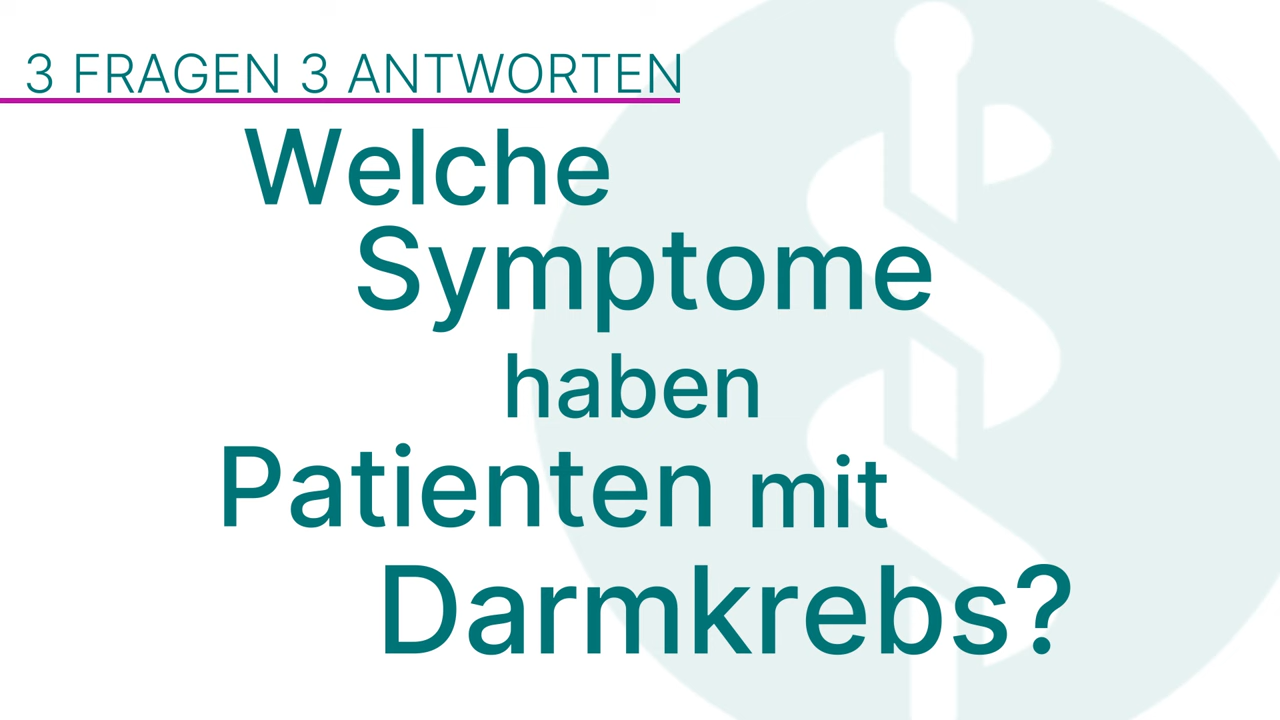 3 FRAGEN 3 ANTWORTEN
Welche
Symptome
haben
Patienten mit
Darmkrebs?